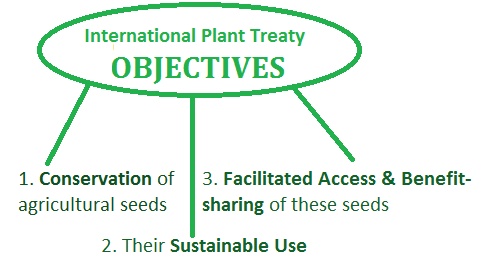 International Plant Treaty
OBJECTIVES
1. Conservation of
agricultural seeds
3. Facilitated Access & Benefit-
sharing of these seeds
2. Their Sustainable Use